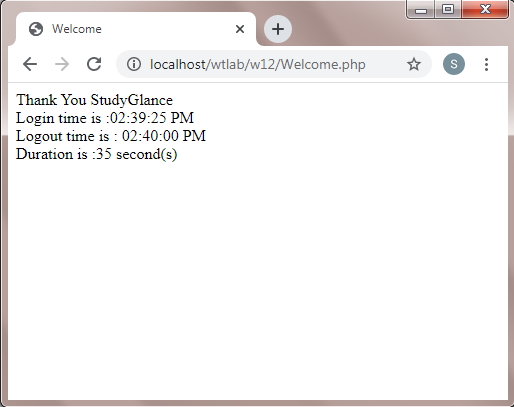 Welcome
localhost/wtlab/w12/Welcome.php
S
Thank You StudyGlance
Login time is :02:39:25 PM
Logout time is : 02:40:00 PM
Duration is :35 second(s)